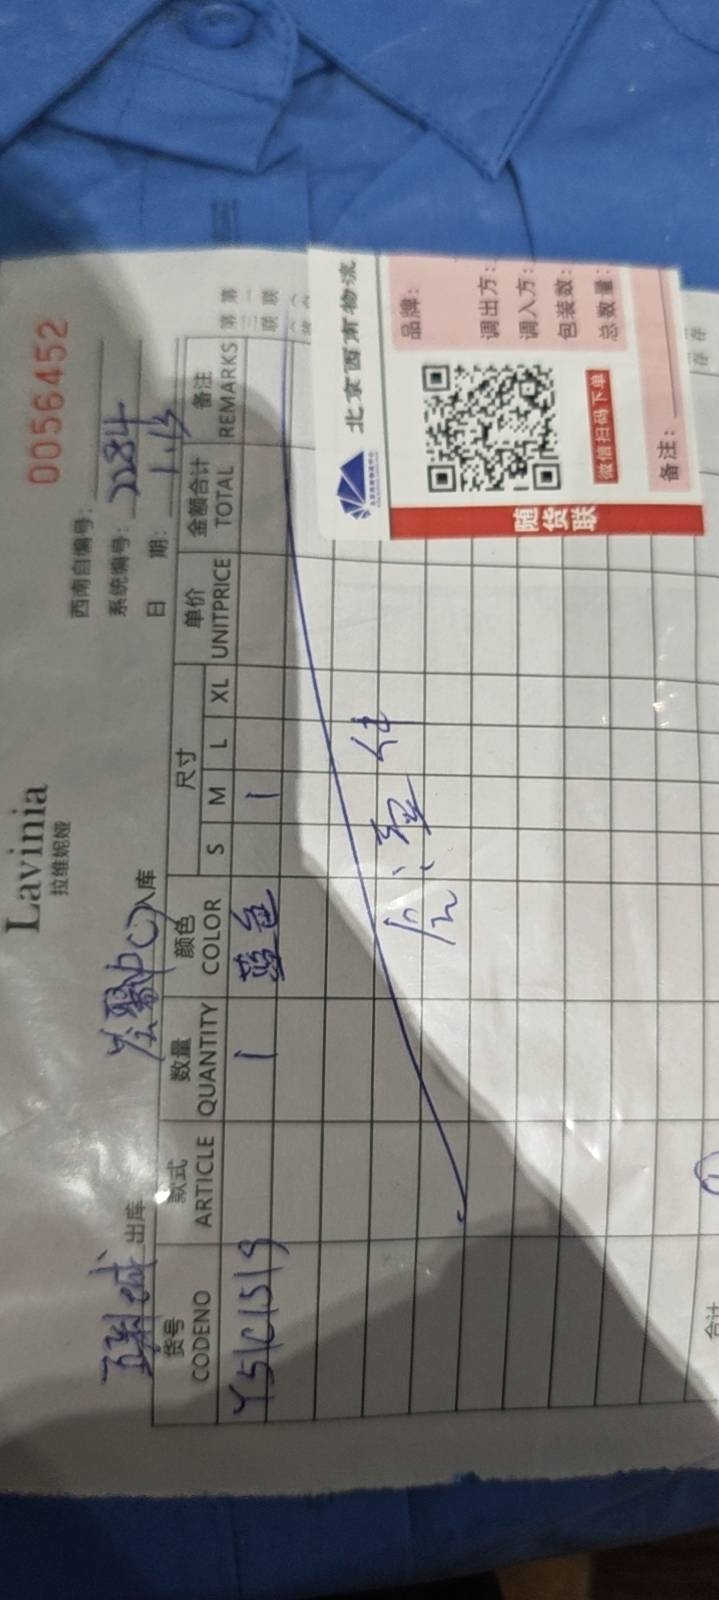 Lavinia
拉维妮娅
0056452
西南自编号:
系统编号: 2284
日 期: 1.13
出库
入库
货号 款式 数量 颜色 尺寸 单价 金额合计 备注
CODENO ARTICLE QUANTITY COLOR S M L XL UNITPRICE TOTAL REMARKS
Y51C1519 1 蓝色 1
合计
北京西南物流
随货联
微信扫码下单
品牌:
调出方:
调入方:
包装数:
总数量:
备注: